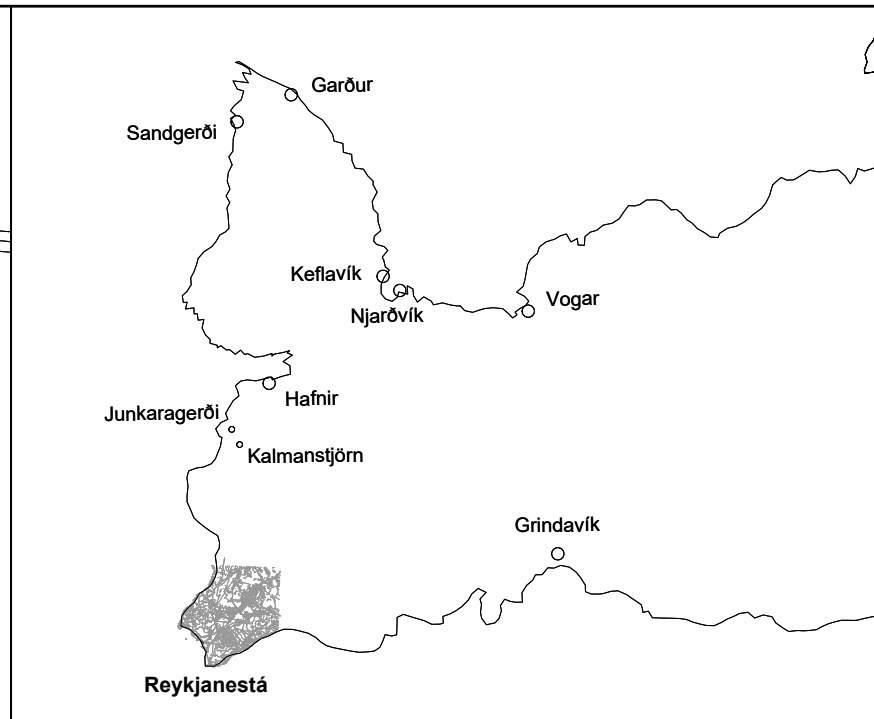 Garður
Sandgerði
Keflavík
Njarðvík
Vogar
Hafnir
Junkaragerði
Kalmanstjörn
Grindavík
Reykjanestá